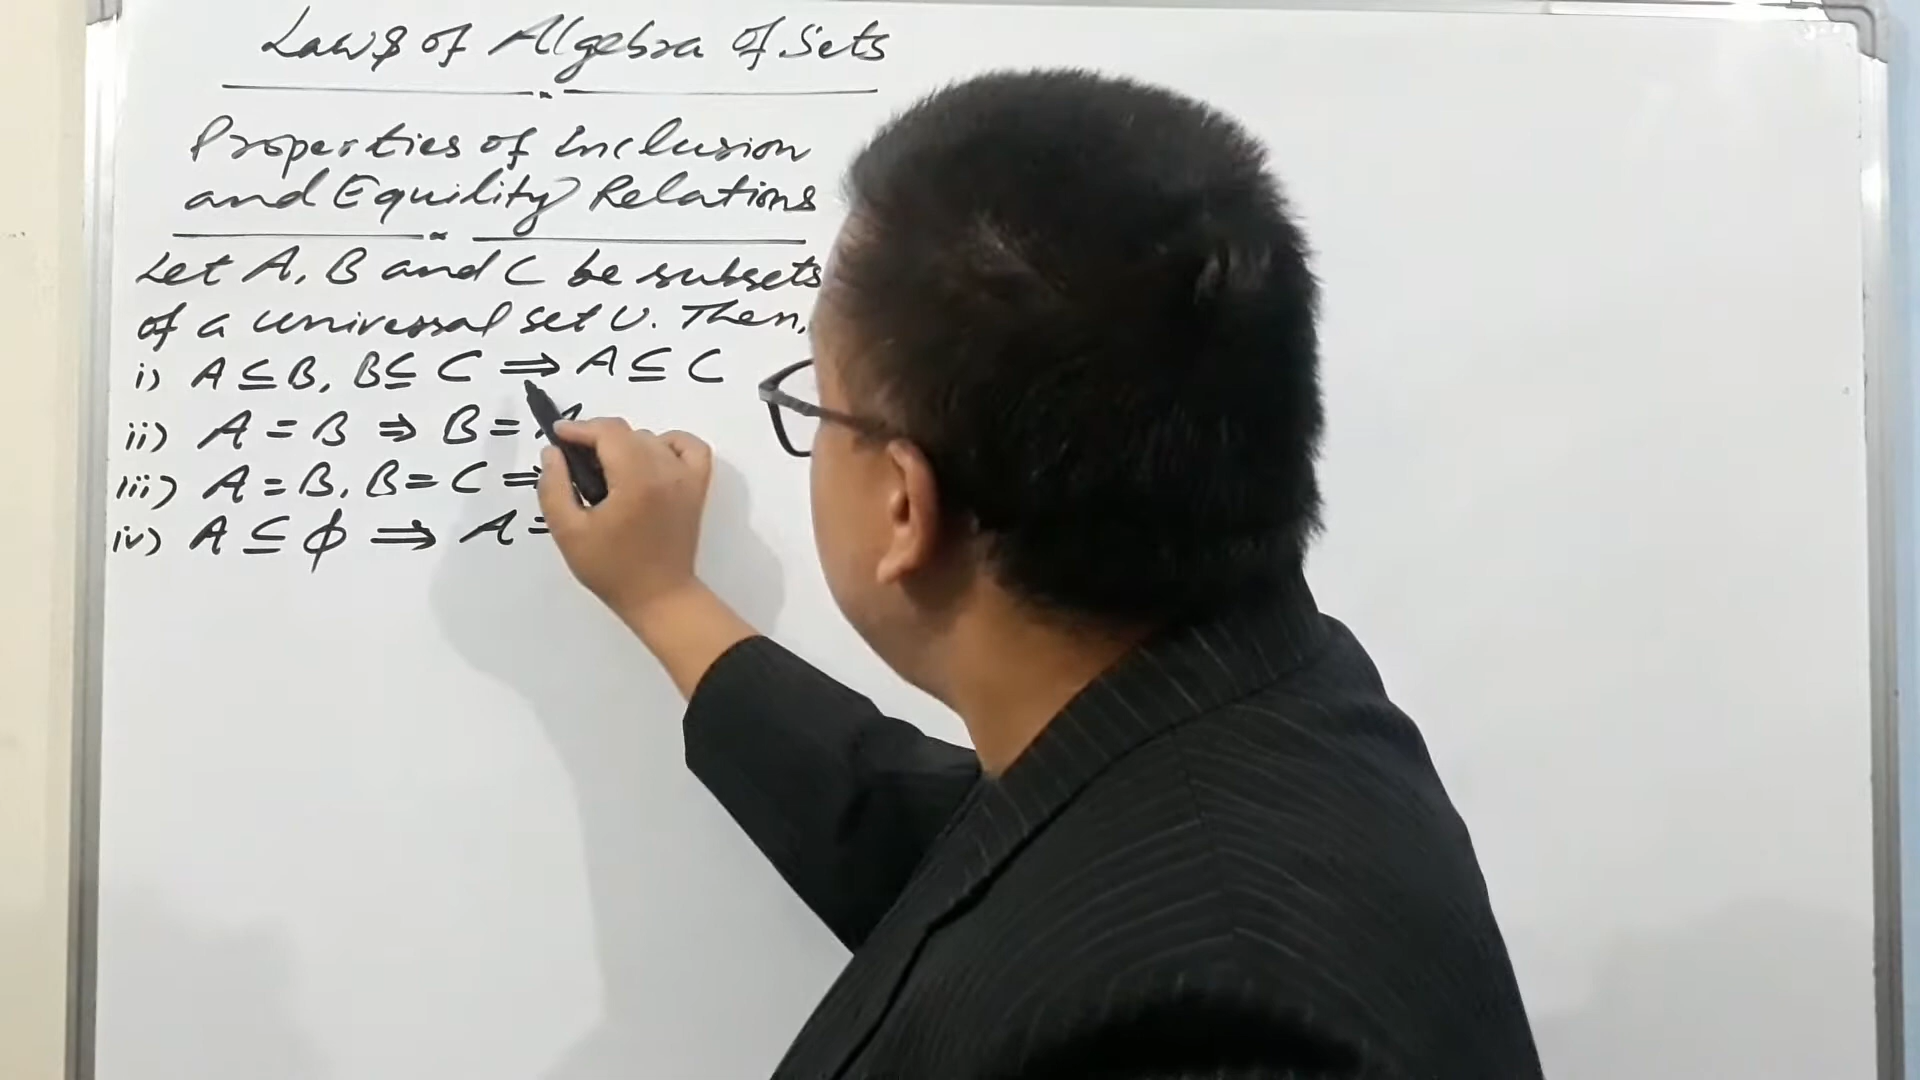 Laws of Algebra of Sets
Properties of Inclusion
and Equility Relations
Let A, B and C be subsets
of a universal set U. Then,
i) A ⊆ B, B ⊆ C ⇒ A ⊆ C
ii) A = B ⇒ B = A
iii) A = B, B = C ⇒
iv) A ⊆ ϕ ⇒ A =